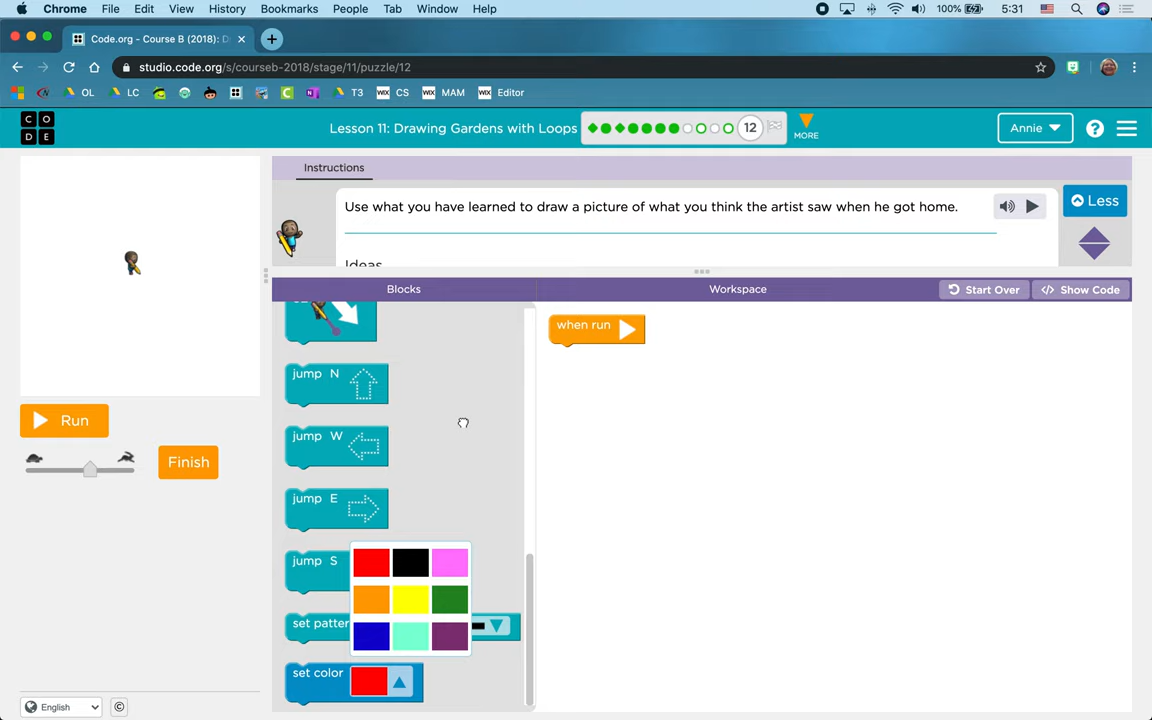 Chrome File Edit View History Bookmarks People Tab Window Help 100% 5:31
Code.org - Course B (2018): D
studio.code.org/s/courseb-2018/stage/11/puzzle/12
OL LC T3 WIX CS WIX MAM WIX Editor
C O D E Lesson 11: Drawing Gardens with Loops 12 MORE Annie ?
Instructions
Use what you have learned to draw a picture of what you think the artist saw when he got home.
Less
Ideas
Blocks Workspace Start Over </> Show Code
when run
jump N
Run
jump W
Finish
jump E
jump S
set patter
set color
English ©